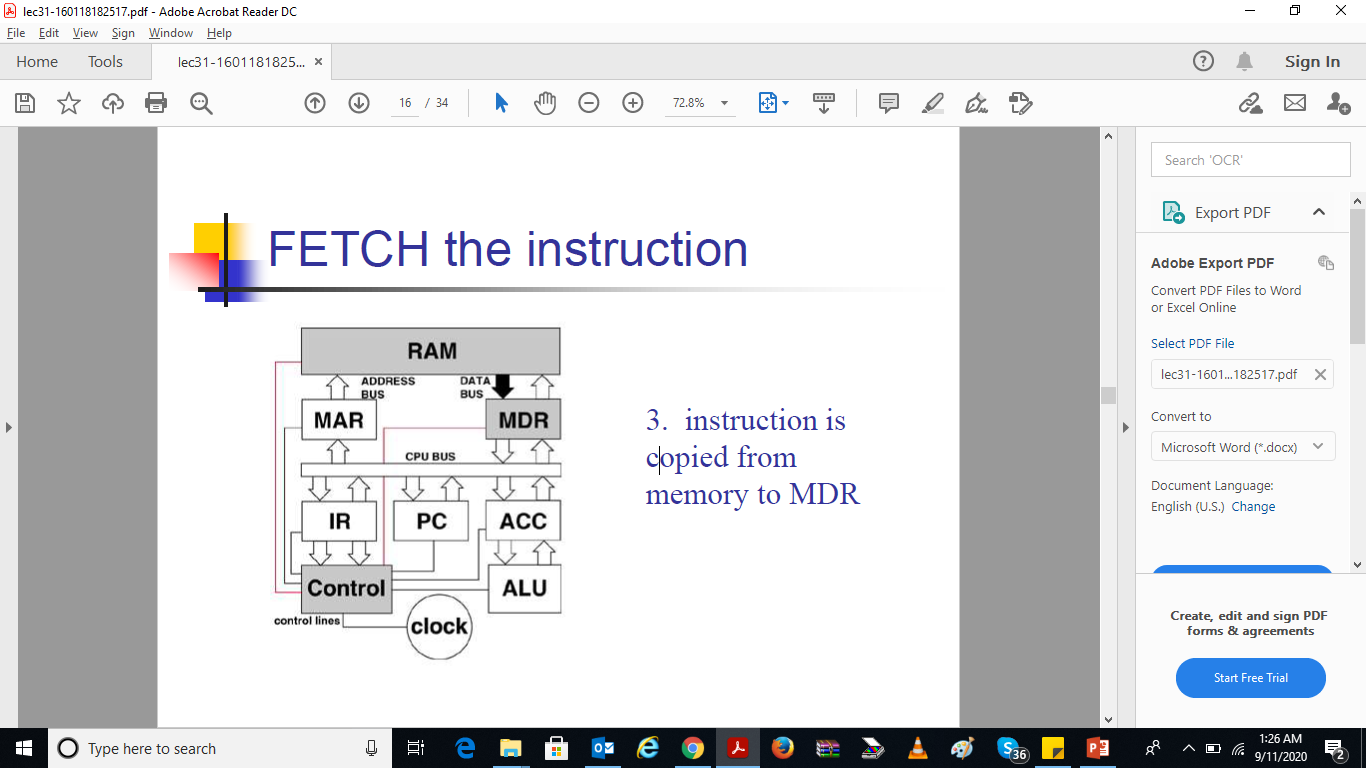 lec31-160118182517.pdf - Adobe Acrobat Reader DC
File Edit View Sign Window Help
Home Tools lec31-1601181825... ×
Sign In
16 / 34
72.8%
FETCH the instruction
RAM
ADDRESS
BUS
DATA
BUS
MAR
MDR
CPU BUS
IR
PC
ACC
Control
ALU
control lines
clock
3. instruction is
copied from
memory to MDR
Search 'OCR'
Export PDF
Adobe Export PDF
Convert PDF Files to Word
or Excel Online
Select PDF File
lec31-1601...182517.pdf
Convert to
Microsoft Word (*.docx)
Document Language:
English (U.S.) Change
Create, edit and sign PDF
forms & agreements
Start Free Trial
Type here to search
36
1:26 AM
9/11/2020
2